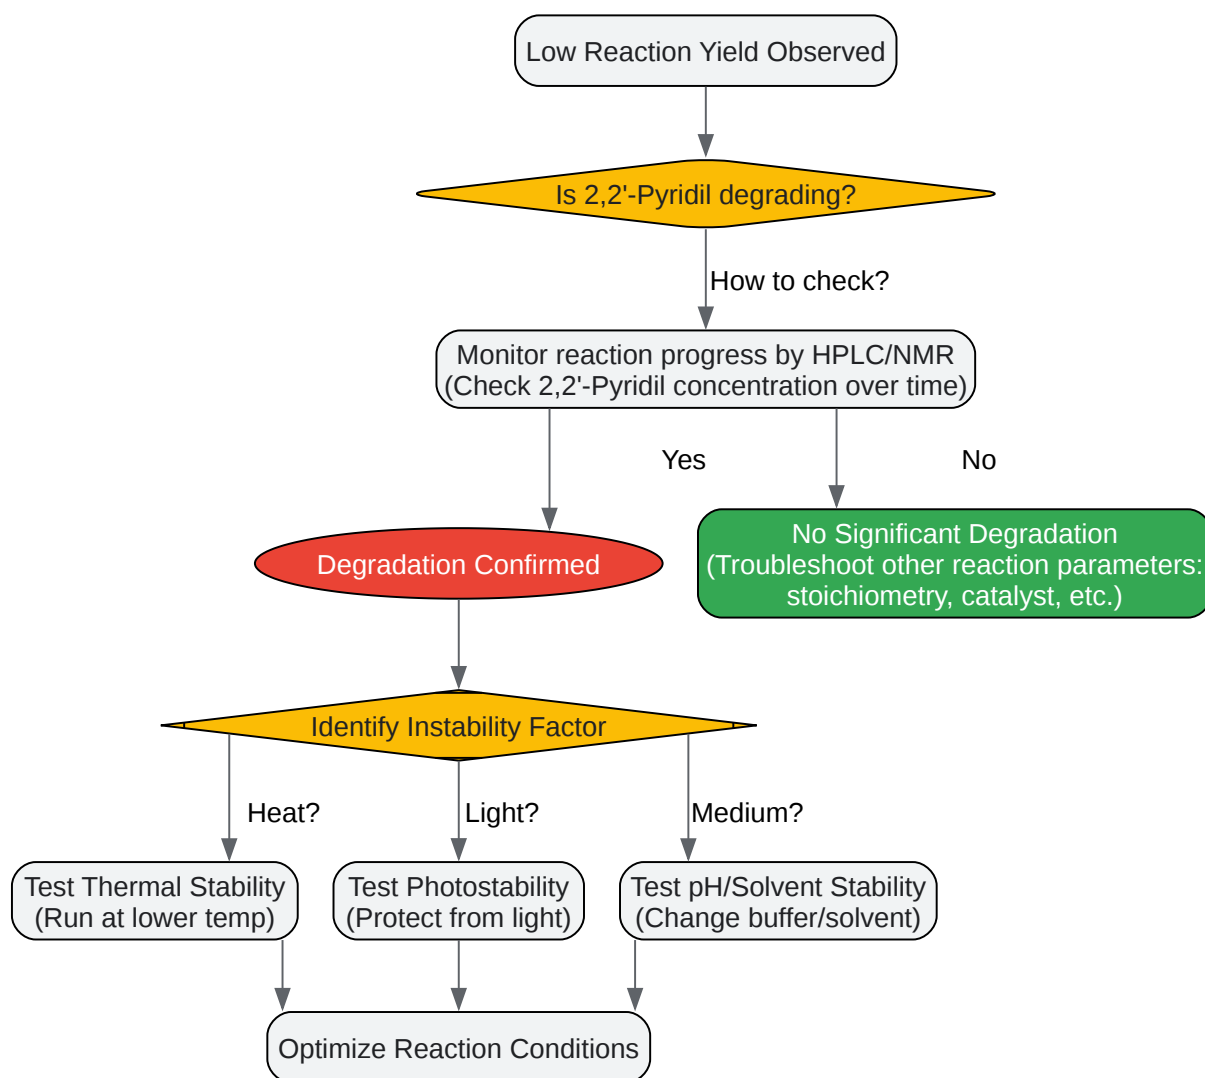 Low Reaction Yield Observed
Is 2,2'-Pyridil degrading?
How to check?
Monitor reaction progress by HPLC/NMR
(Check 2,2'-Pyridil concentration over time)
Yes
No
No Significant Degradation
(Troubleshoot other reaction parameters:
stoichiometry, catalyst, etc.)
Degradation Confirmed
Identify Instability Factor
Heat?
Light?
Medium?
Test Thermal Stability
(Run at lower temp)
Test Photostability
(Protect from light)
Test pH/Solvent Stability
(Change buffer/solvent)
Optimize Reaction Conditions